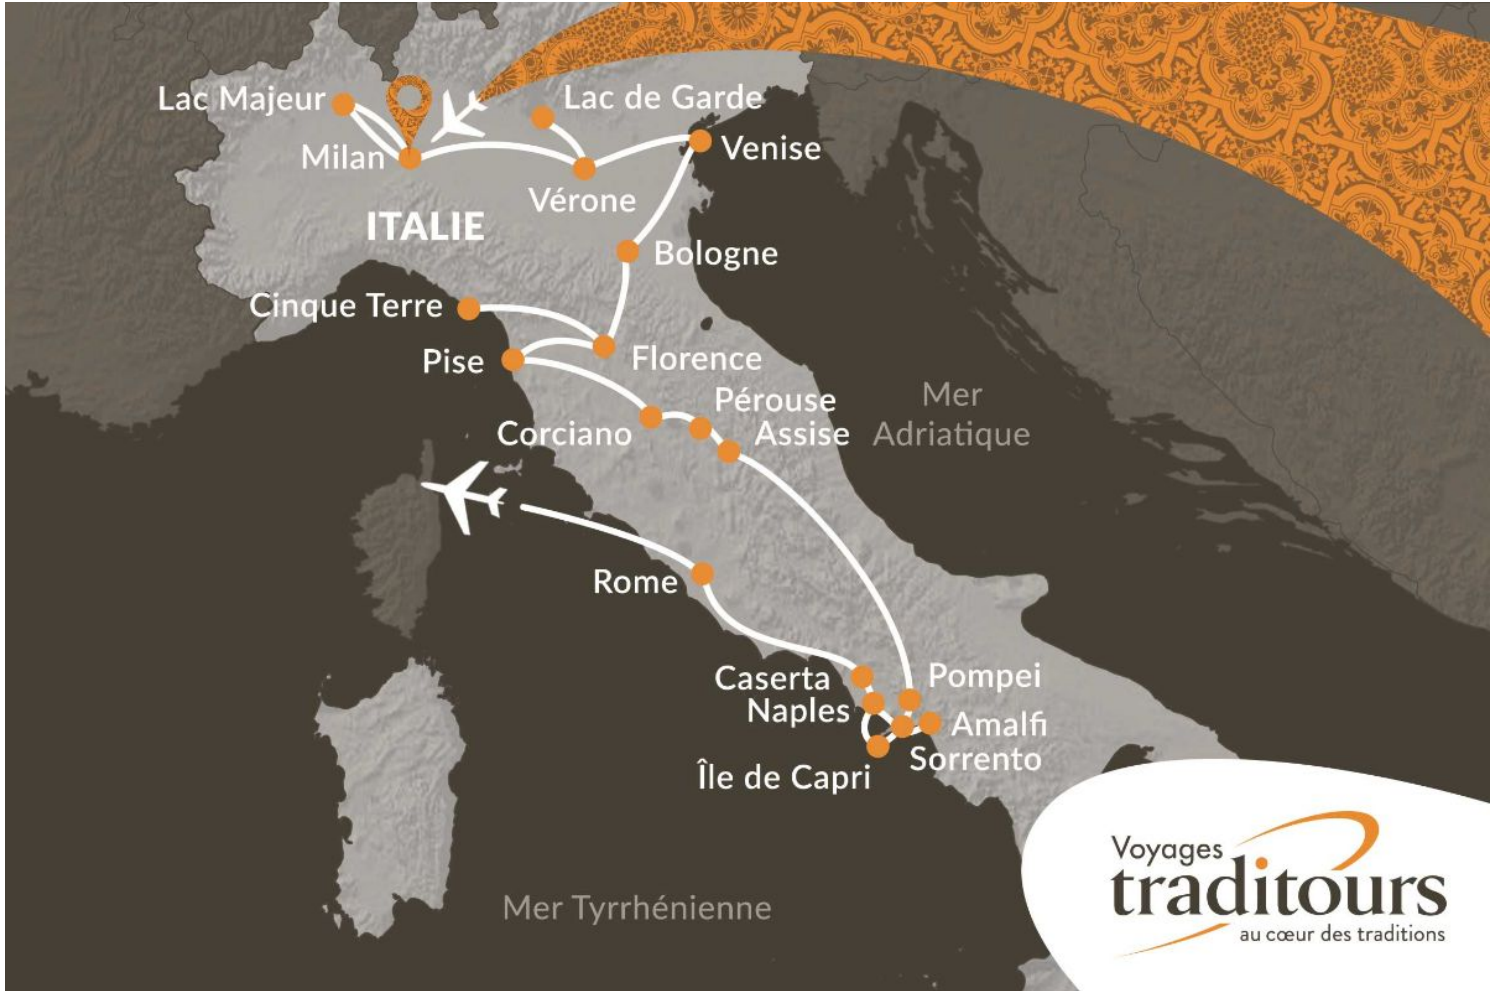 Lac Majeur
Lac de Garde
Milan
Venise
Vérone
ITALIE
Bologne
Cinque Terre
Pise
Florence
Pérouse
Corciano
Assise
Mer
Adriatique
Rome
Caserta
Pompei
Naples
Amalfi
Sorrento
Île de Capri
Mer Tyrrhénienne
Voyages
traditours
au cœur des traditions